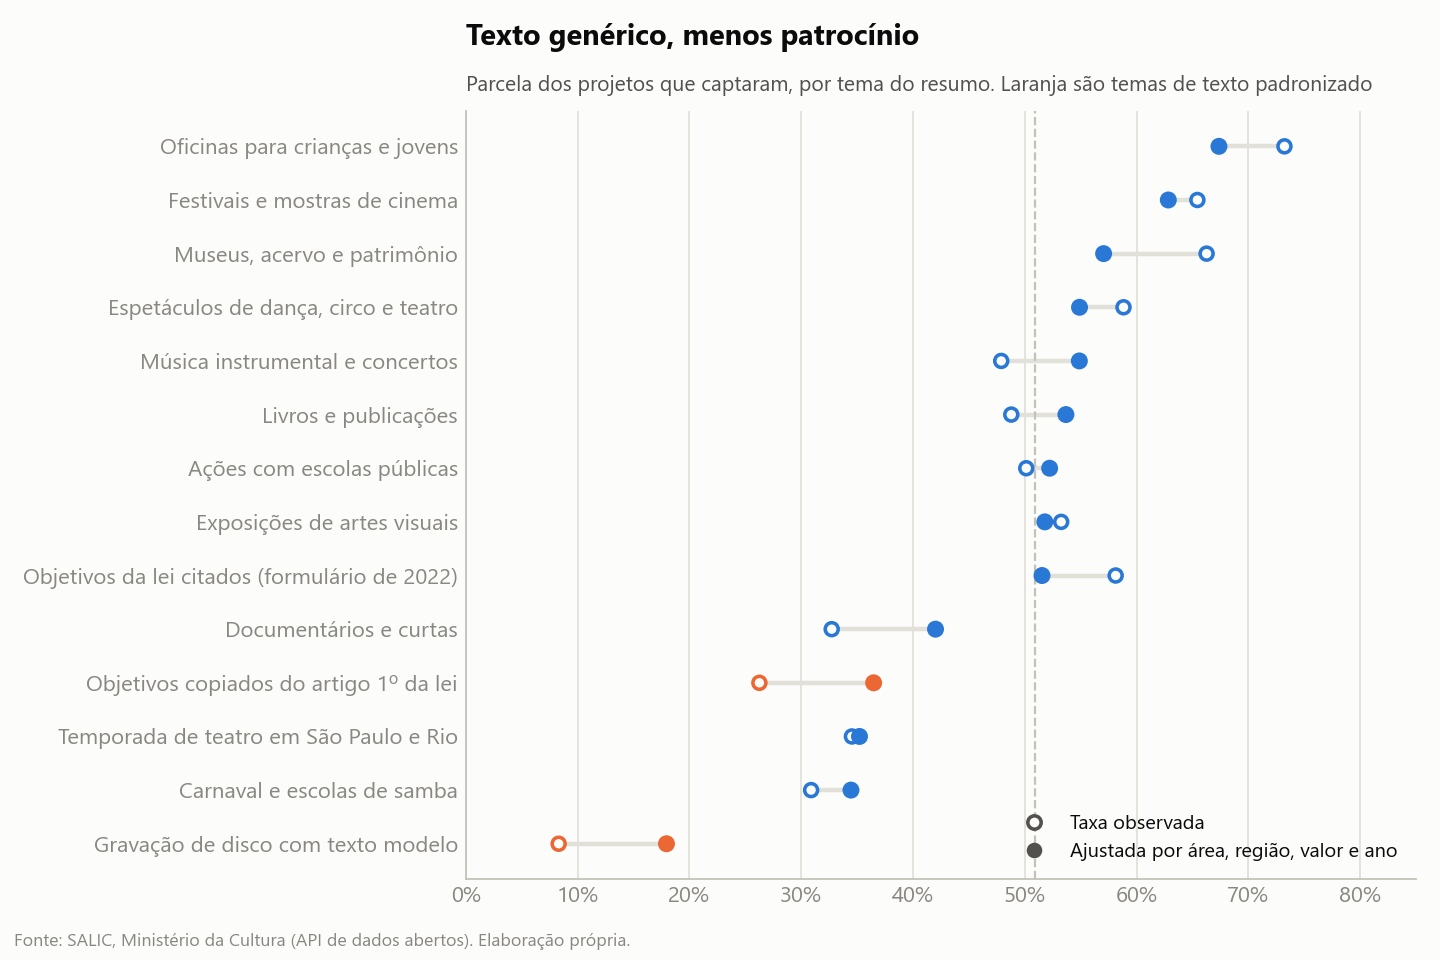 Texto genérico, menos patrocínio
Parcela dos projetos que captaram, por tema do resumo. Laranja são temas de texto padronizado
Oficinas para crianças e jovens
Festivais e mostras de cinema
Museus, acervo e patrimônio
Espetáculos de dança, circo e teatro
Música instrumental e concertos
Livros e publicações
Ações com escolas públicas
Exposições de artes visuais
Objetivos da lei citados (formulário de 2022)
Documentários e curtas
Objetivos copiados do artigo 1º da lei
Temporada de teatro em São Paulo e Rio
Carnaval e escolas de samba
Gravação de disco com texto modelo
Taxa observada
Ajustada por área, região, valor e ano
0% 10% 20% 30% 40% 50% 60% 70% 80%
Fonte: SALIC, Ministério da Cultura (API de dados abertos). Elaboração própria.